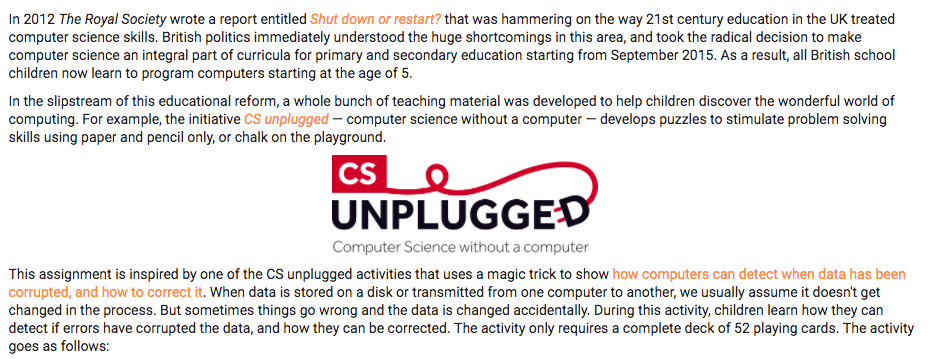 In 2012 The Royal Society wrote a report entitled Shut down or restart? that was hammering on the way 21st century education in the UK treated
computer science skills. British politics immediately understood the huge shortcomings in this area, and took the radical decision to make
computer science an integral part of curricula for primary and secondary education starting from September 2015. As a result, all British school
children now learn to program computers starting at the age of 5.
In the slipstream of this educational reform, a whole bunch of teaching material was developed to help children discover the wonderful world of
computing. For example, the initiative CS unplugged — computer science without a computer — develops puzzles to stimulate problem solving
skills using paper and pencil only, or chalk on the playground.
CS
UNPLUGGED
Computer Science without a computer
This assignment is inspired by one of the CS unplugged activities that uses a magic trick to show how computers can detect when data has been
corrupted, and how to correct it. When data is stored on a disk or transmitted from one computer to another, we usually assume it doesn't get
changed in the process. But sometimes things go wrong and the data is changed accidentally. During this activity, children learn how they can
detect if errors have corrupted the data, and how they can be corrected. The activity only requires a complete deck of 52 playing cards. The activity
goes as follows: